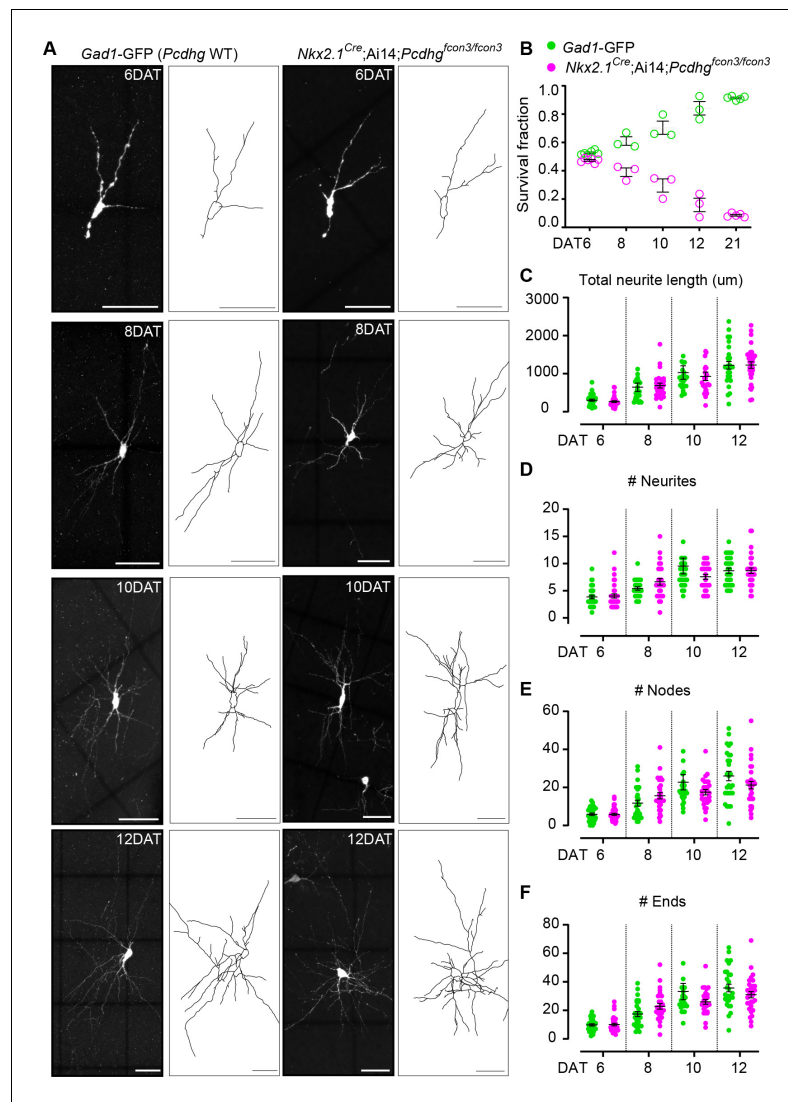 A
Gad1-GFP (Pcdhg WT)
Nkx2.1Cre;Ai14;Pcdhgfcon3/fcon3
6DAT
6DAT
8DAT
8DAT
10DAT
10DAT
12DAT
12DAT
B
Gad1-GFP
Nkx2.1Cre;Ai14;Pcdhgfcon3/fcon3
Survival fraction
1.0
0.8
0.6
0.4
0.2
0.0
DAT6 8 10 12 21
C
Total neurite length (um)
3000
2000
1000
0
DAT 6 8 10 12
D
# Neurites
20
15
10
5
0
DAT 6 8 10 12
E
# Nodes
60
40
20
0
DAT 6 8 10 12
F
# Ends
80
60
40
20
0
DAT 6 8 10 12